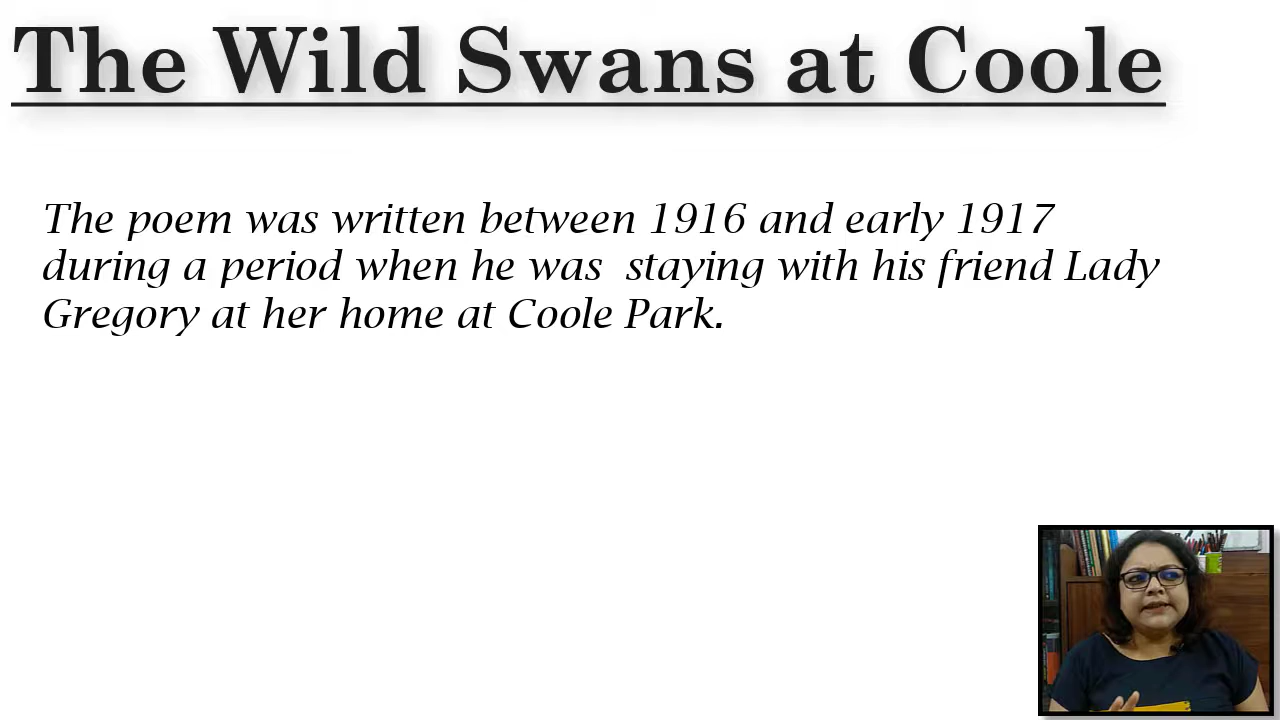 The Wild Swans at Coole
The poem was written between 1916 and early 1917
during a period when he was  staying with his friend Lady
Gregory at her home at Coole Park.